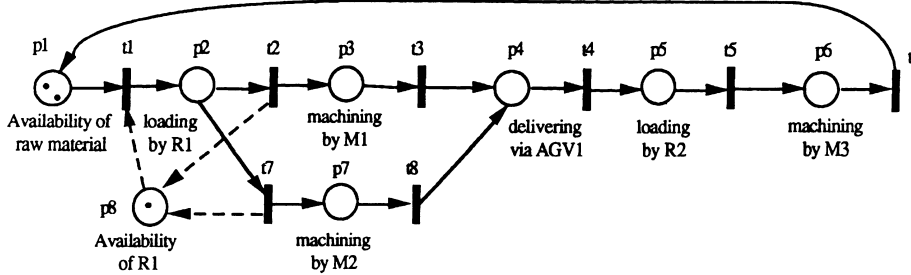 p1
t1
p2
t2
p3
t3
p4
t4
p5
t5
p6
t
Availability of
raw material
loading
by R1
machining
by M1
delivering
via AGV1
loading
by R2
machining
by M3
t7
p7
t8
p8
Availability
of R1
machining
by M2